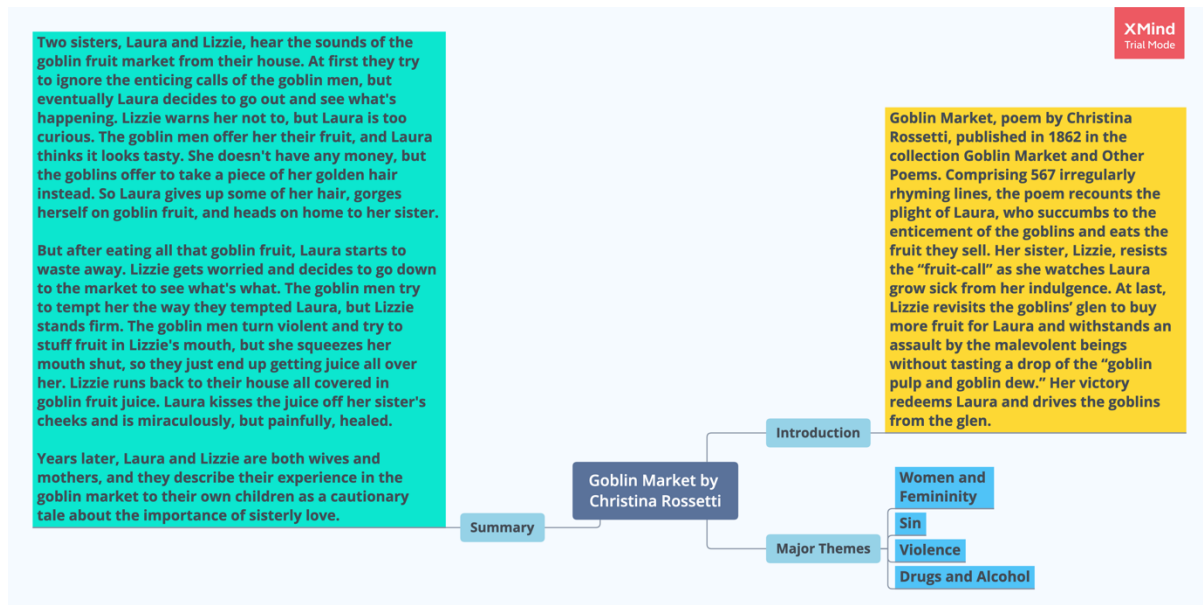 XMind
Trial Mode
Two sisters, Laura and Lizzie, hear the sounds of the
goblin fruit market from their house. At first they try
to ignore the enticing calls of the goblin men, but
eventually Laura decides to go out and see what's
happening. Lizzie warns her not to, but Laura is too
curious. The goblin men offer her their fruit, and Laura
thinks it looks tasty. She doesn't have any money, but
the goblins offer to take a piece of her golden hair
instead. So Laura gives up some of her hair, gorges
herself on goblin fruit, and heads on home to her sister.
But after eating all that goblin fruit, Laura starts to
waste away. Lizzie gets worried and decides to go down
to the market to see what's what. The goblin men try
to tempt her the way they tempted Laura, but Lizzie
stands firm. The goblin men turn violent and try to
stuff fruit in Lizzie's mouth, but she squeezes her
mouth shut, so they just end up getting juice all over
her. Lizzie runs back to their house all covered in
goblin fruit juice. Laura kisses the juice off her sister's
cheeks and is miraculously, but painfully, healed.
Years later, Laura and Lizzie are both wives and
mothers, and they describe their experience in the
goblin market to their own children as a cautionary
tale about the importance of sisterly love.
Summary
Goblin Market by
Christina Rossetti
Introduction
Goblin Market, poem by Christina
Rossetti, published in 1862 in the
collection Goblin Market and Other
Poems. Comprising 567 irregularly
rhyming lines, the poem recounts the
plight of Laura, who succumbs to the
enticement of the goblins and eats the
fruit they sell. Her sister, Lizzie, resists
the “fruit-call” as she watches Laura
grow sick from her indulgence. At last,
Lizzie revisits the goblins’ glen to buy
more fruit for Laura and withstands an
assault by the malevolent beings
without tasting a drop of the “goblin
pulp and goblin dew.” Her victory
redeems Laura and drives the goblins
from the glen.
Major Themes
Women and
Femininity
Sin
Violence
Drugs and Alcohol